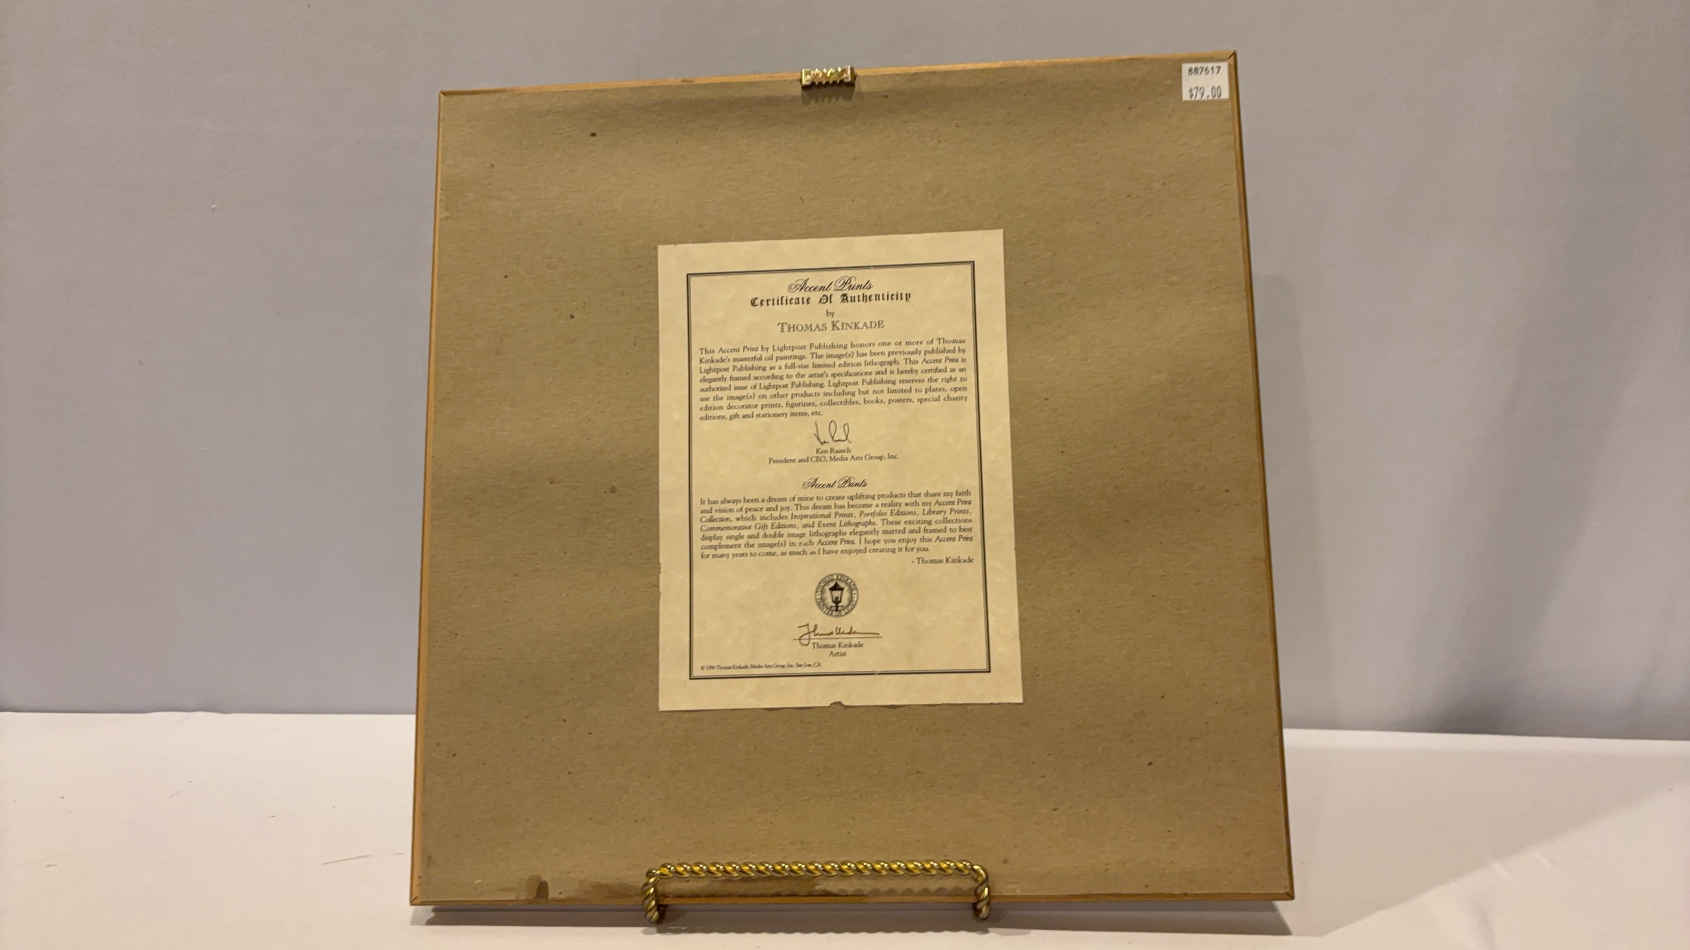 887617
$79.00
Accent Prints
Certificate Of Authenticity
by
THOMAS KINKADE
This Accent Print by Lightpost Publishing honors one or more of Thomas
Kinkade's masterful oil paintings. The image(s) has been previously published by
Lightpost Publishing as a full-size limited edition lithograph. This Accent Print is
elegantly framed according to the artist's specifications and is hereby certified as an
authorized issue of Lightpost Publishing. Lightpost Publishing reserves the right to
use the image(s) on other products including but not limited to plates, open
edition decorator prints, figurines, collectibles, books, posters, special charity
editions, gift and stationery items, etc.
Ken Raasch
President and CEO, Media Arts Group, Inc.
Accent Prints
It has always been a dream of mine to create uplifting products that share my faith
and vision of peace and joy. This dream has become a reality with my Accent Print
Collection, which includes Inspirational Prints, Portfolio Editions, Library Prints,
Commemorative Gift Editions, and Event Lithographs. These exciting collections
display single and double image lithographs elegantly matted and framed to best
complement the image(s) in each Accent Print. I hope you enjoy this Accent Print
for many years to come, as much as I have enjoyed creating it for you.
- Thomas Kinkade
Thomas Kinkade
Artist
Thomas Kinkade, Media Arts Group, Inc. San Jose, CA